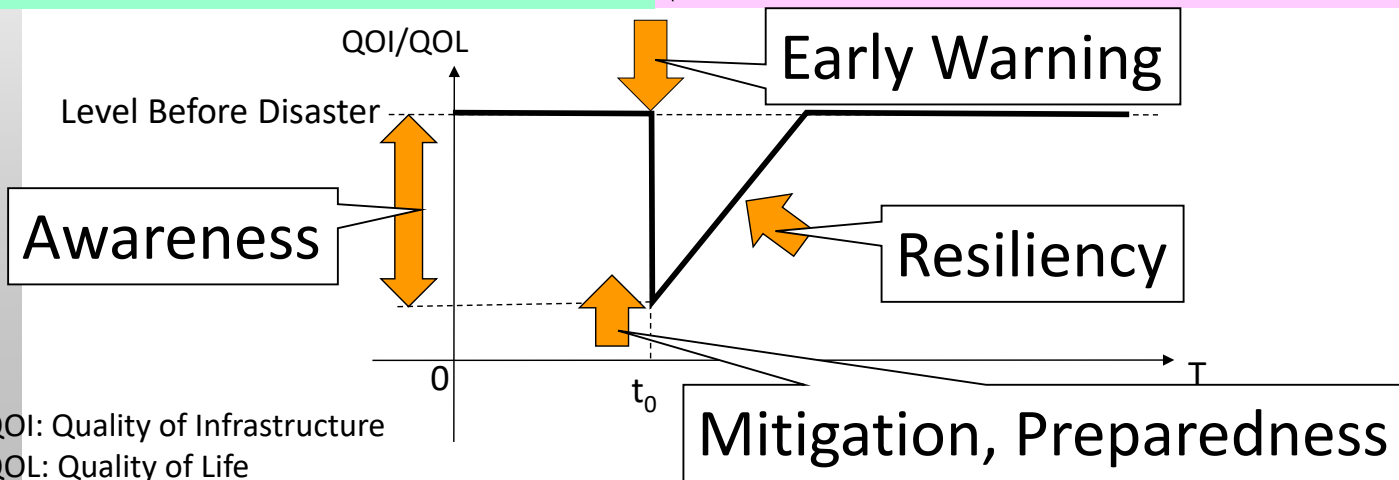 QOI/QOL
Early Warning
Level Before Disaster
Awareness
Resiliency
0
t₀
T
Mitigation, Preparedness
QOI: Quality of Infrastructure
QOL: Quality of Life